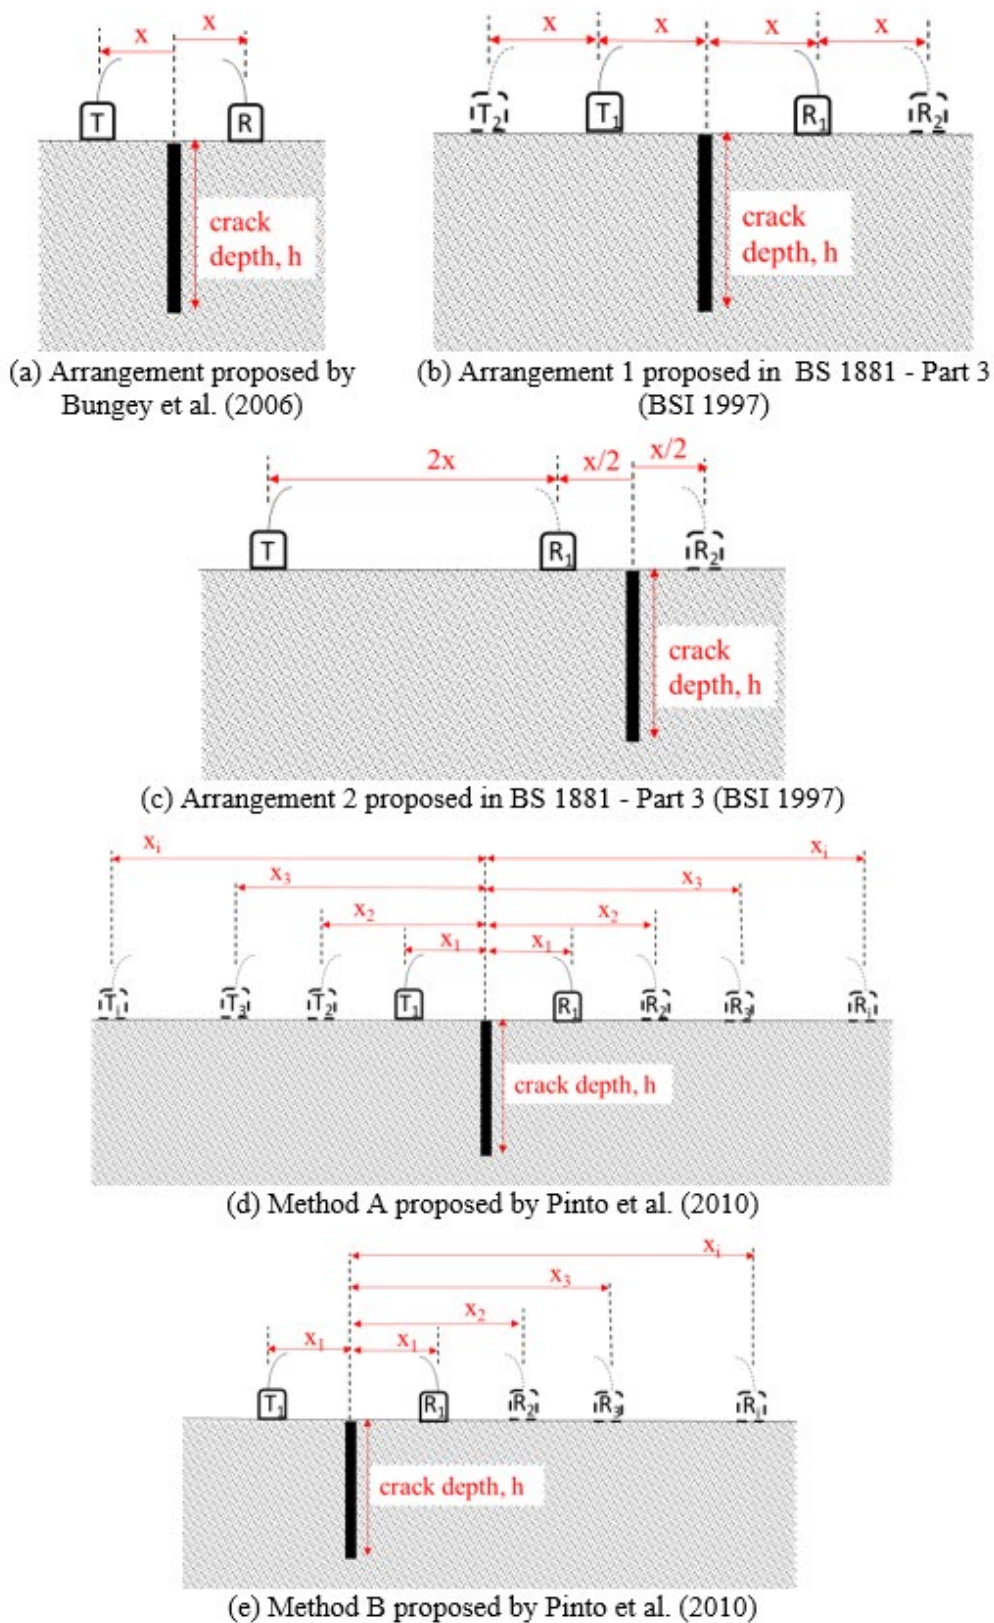 x x
T R
crack
depth, h
(a) Arrangement proposed by
Bungey et al. (2006)
x x x x
T₂ T₁ R₁ R₂
crack
depth, h
(b) Arrangement 1 proposed in BS 1881 - Part 3
(BSI 1997)
2x x/2 x/2
T R₁ R₂
crack
depth, h
(c) Arrangement 2 proposed in BS 1881 - Part 3 (BSI 1997)
xᵢ xᵢ
x₃ x₃
x₂ x₂
x₁ x₁
Tᵢ T₃ T₂ T₁ R₁ R₂ R₃ Rᵢ
crack depth, h
(d) Method A proposed by Pinto et al. (2010)
xᵢ
x₃
x₂
x₁ x₁
T₁ R₁ R₂ R₃ Rᵢ
crack depth, h
(e) Method B proposed by Pinto et al. (2010)